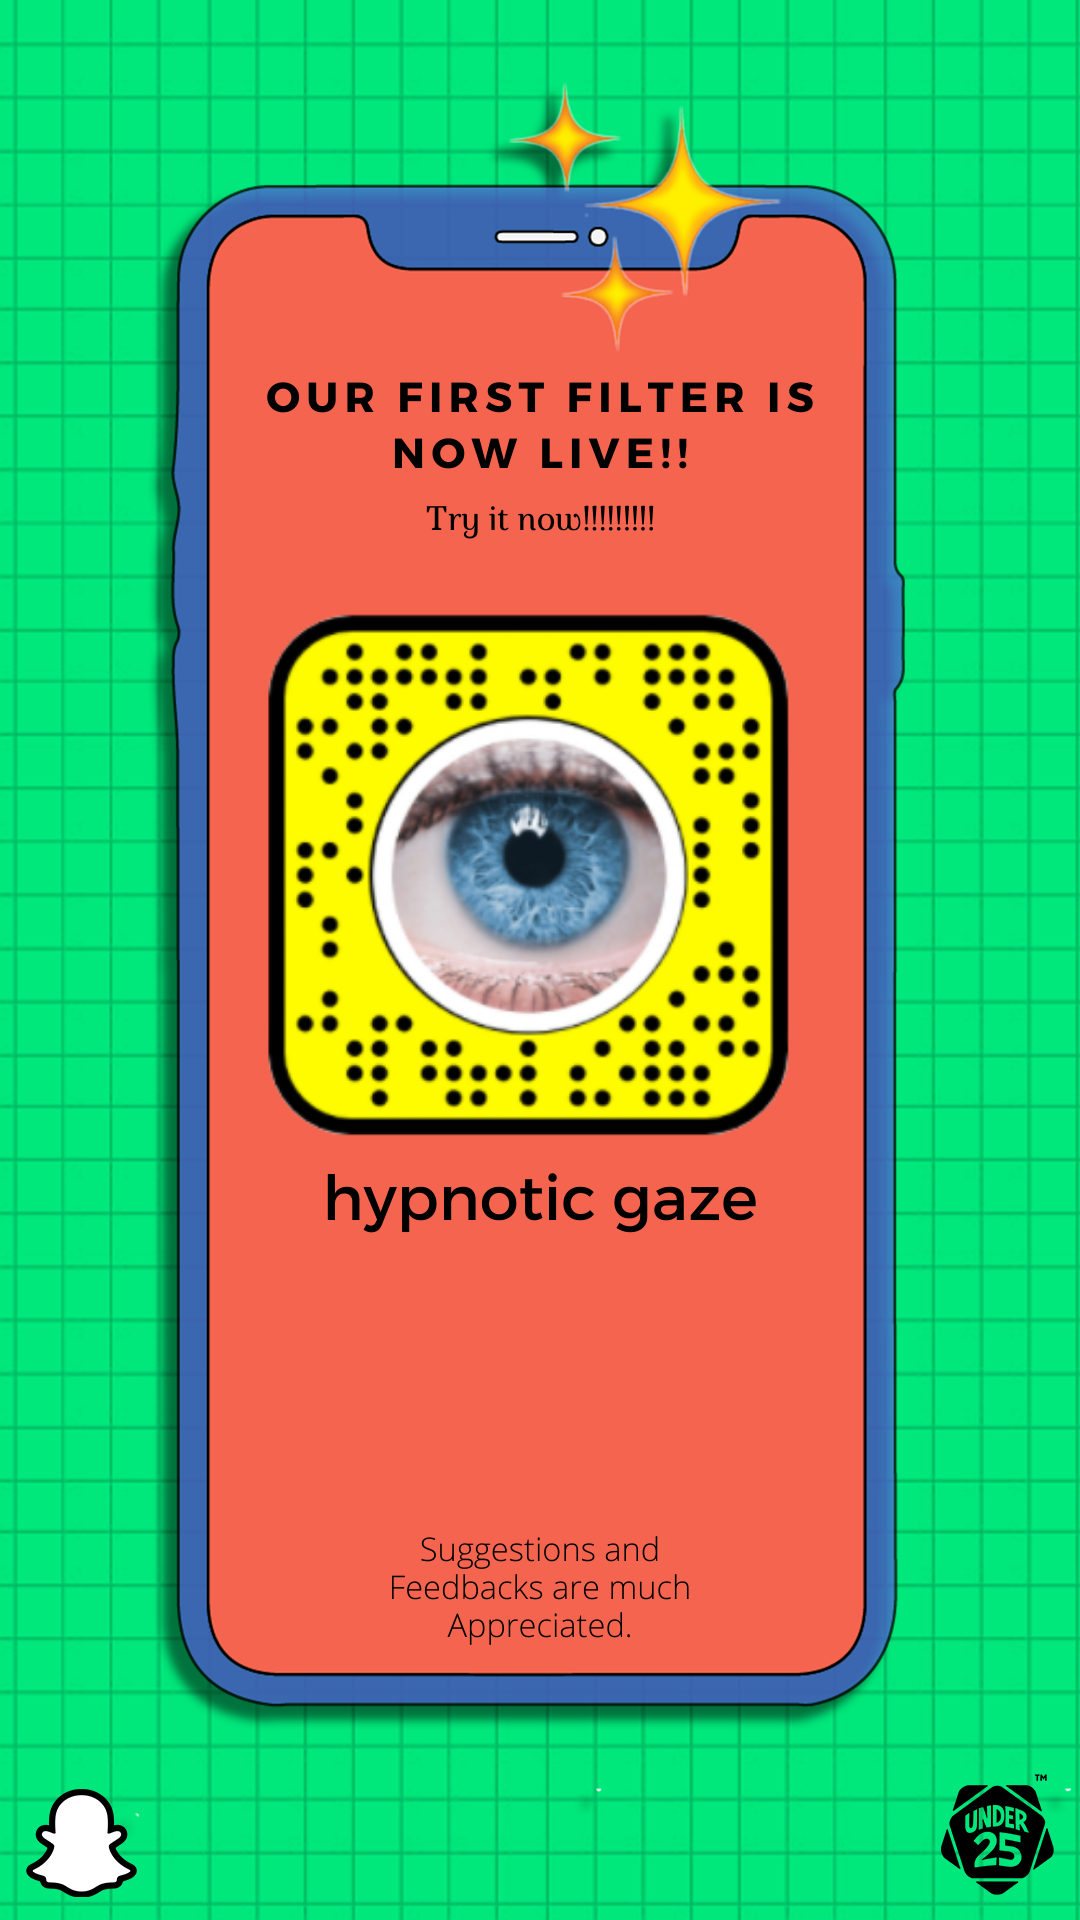 OUR FIRST FILTER IS
NOW LIVE!!
Try it now!!!!!!!!!
hypnotic gaze
Suggestions and
Feedbacks are much
Appreciated.
TM
UNDER
25